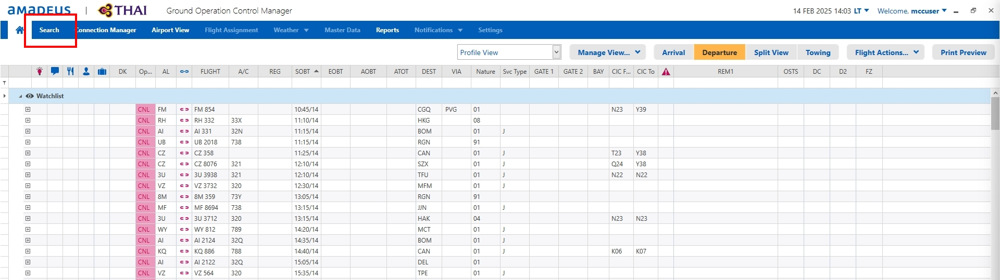 amadeus THAI Ground Operation Control Manager 14 FEB 2025 14:03 LT Welcome, mccuser
Search Connection Manager Airport View Flight Assignment Weather Master Data Reports Notifications Settings
Profile View Manage View... Arrival Departure Split View Towing Flight Actions... Print Preview
DK Op... AL FLIGHT A/C REG SOBT EOBT AOBT ATOT DEST VIA Nature Svc Type GATE 1 GATE 2 BAY CIC F... CIC To REM1 OSTS DC D2 FZ
Watchlist
CNL FM FM 854 10:45/14 CGQ PVG 01 N23 Y39
CNL RH RH 332 33X 11:10/14 HKG 08
CNL AI AI 331 32N 11:15/14 BOM 01 J
CNL UB UB 2018 738 11:15/14 RGN 91
CNL CZ CZ 358 11:25/14 CAN 01 J T23 Y38
CNL CZ CZ 8076 321 12:10/14 SZX 01 J Q24 Y38
CNL 3U 3U 3938 321 12:10/14 TFU 01 J N22 N22
CNL VZ VZ 3732 320 12:30/14 MFM 01 J
CNL 8M 8M 359 73Y 13:05/14 RGN 91
CNL MF MF 8694 738 13:15/14 JJN 01 J
CNL 3U 3U 3712 320 13:15/14 HAK 04 N23 N23
CNL WY WY 812 789 14:20/14 MCT 01 J
CNL AI AI 2124 32Q 14:35/14 BOM 01 J
CNL KQ KQ 886 788 14:40/14 CAN 01 J K06 K07
CNL AI AI 2122 32Q 15:05/14 DEL 01
CNL VZ VZ 564 320 15:35/14 TPE 01 J